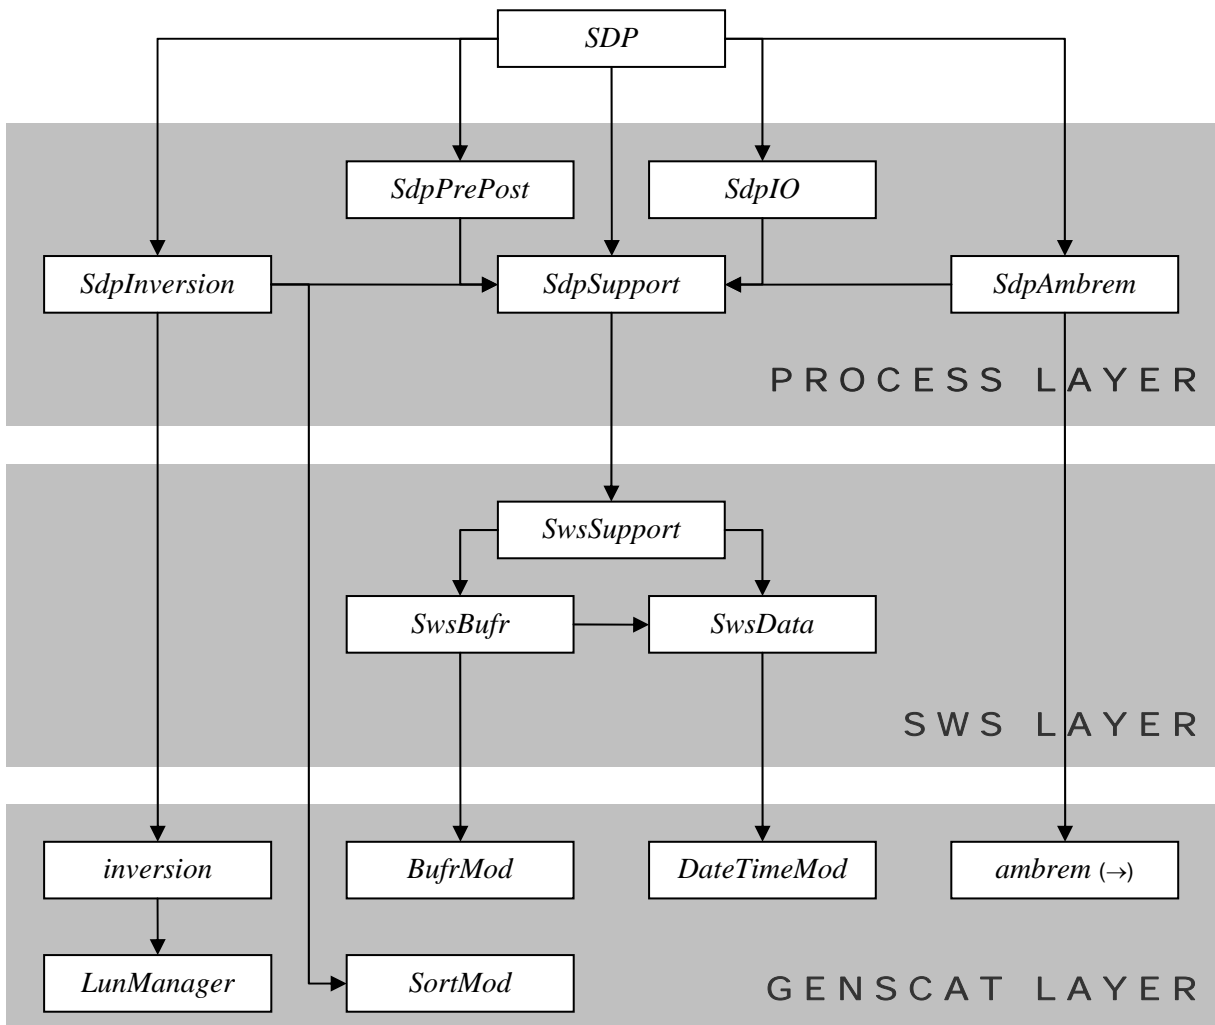 SDP
SdpPrePost
SdpIO
SdpInversion
SdpSupport
SdpAmbrem
PROCESS LAYER
SwsSupport
SwsBufr
SwsData
SWS LAYER
inversion
BufrMod
DateTimeMod
ambrem (→)
LunManager
SortMod
GENSCAT LAYER